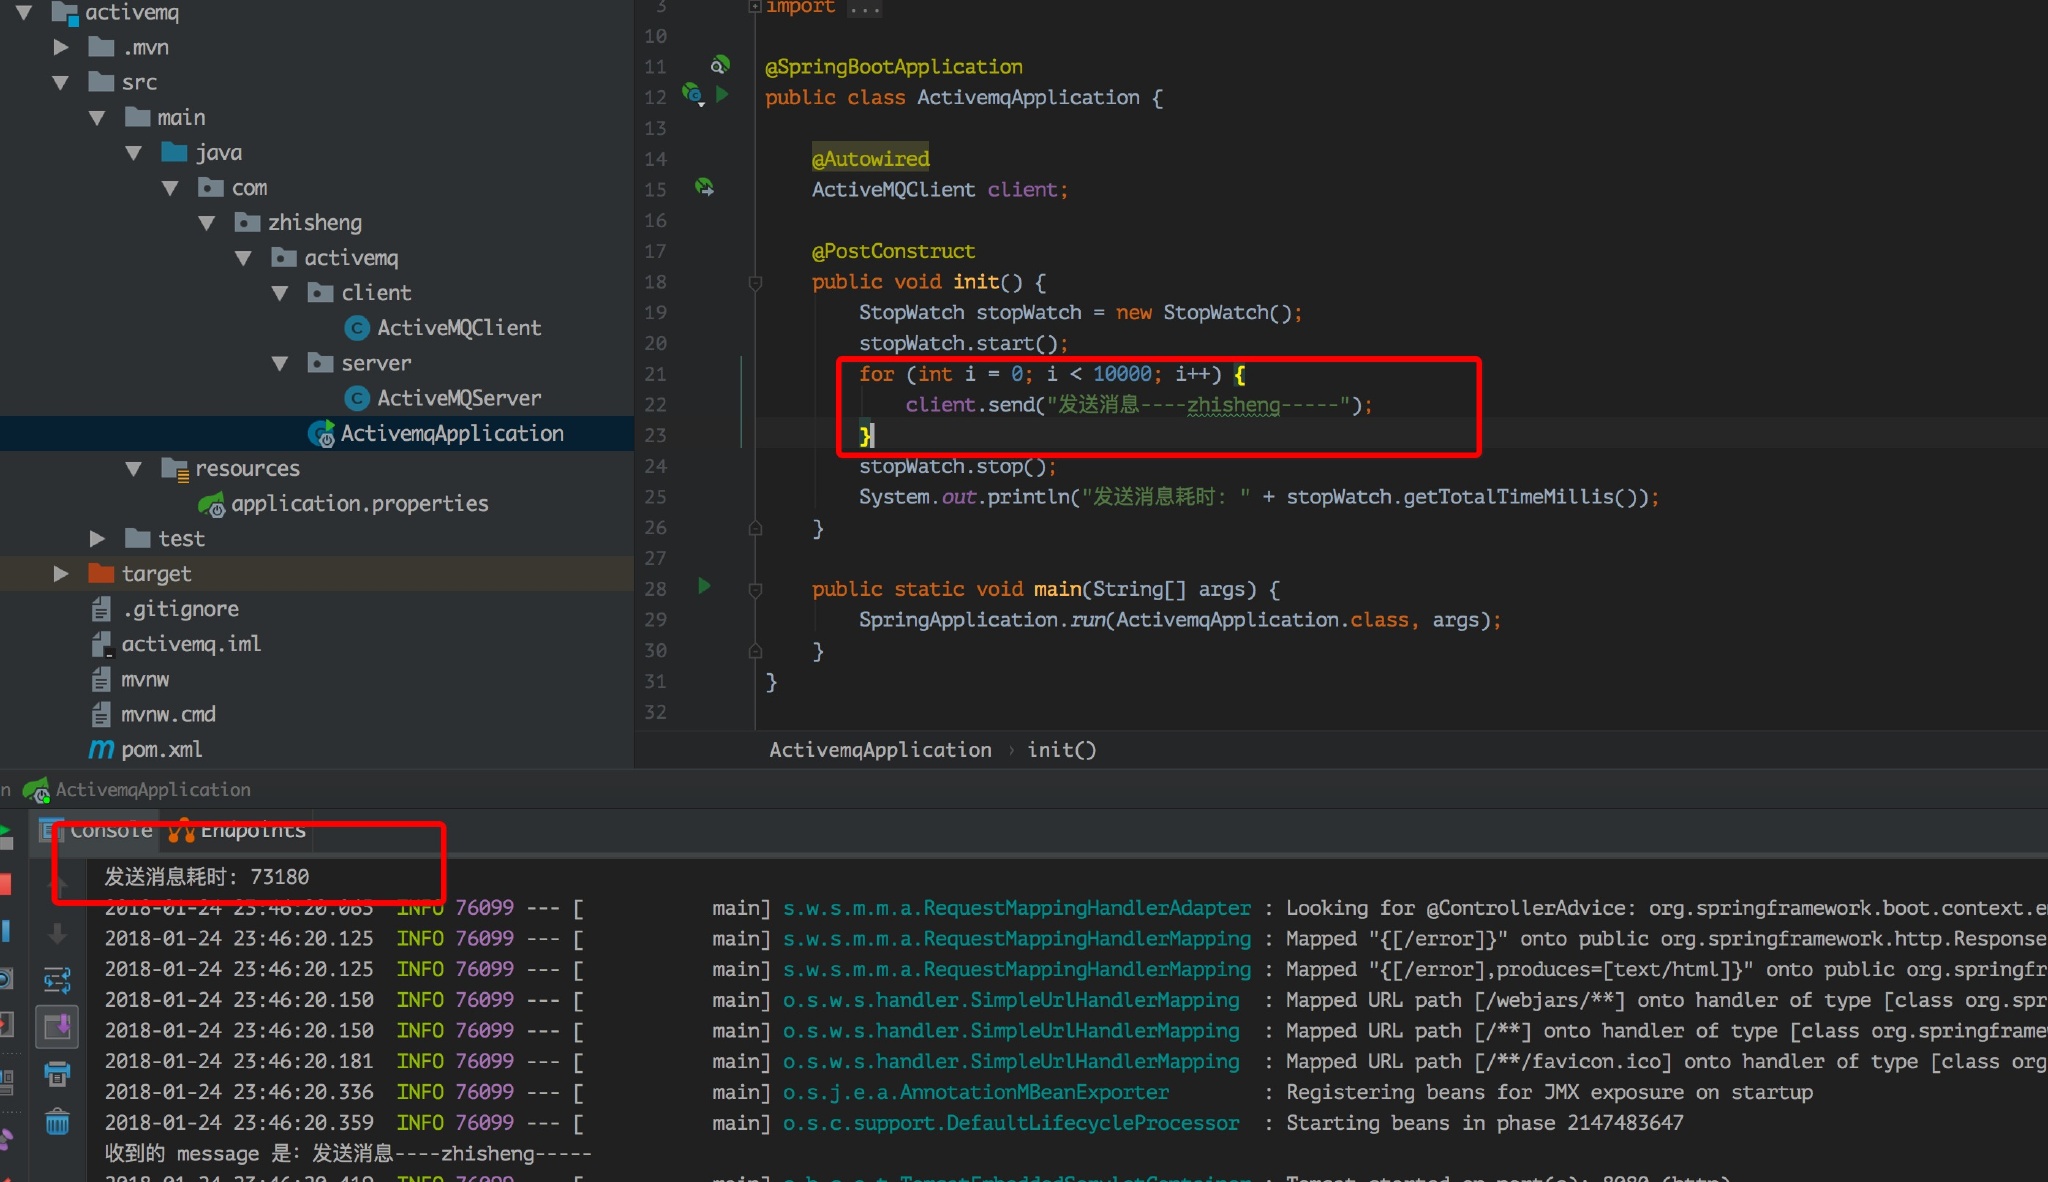 activemq
.mvn
src
main
java
com
zhisheng
activemq
client
ActiveMQClient
server
ActiveMQServer
ActivemqApplication
resources
application.properties
test
target
.gitignore
activemq.iml
mvnw
mvnw.cmd
pom.xml
3 import ...
10
11 @SpringBootApplication
12 public class ActivemqApplication {
13
14 @Autowired
15 ActiveMQClient client;
16
17 @PostConstruct
18 public void init() {
19 StopWatch stopWatch = new StopWatch();
20 stopWatch.start();
21 for (int i = 0; i < 10000; i++) {
22 client.send("发送消息----zhisheng-----");
23 }
24 stopWatch.stop();
25 System.out.println("发送消息耗时: " + stopWatch.getTotalTimeMillis());
26 }
27
28 public static void main(String[] args) {
29 SpringApplication.run(ActivemqApplication.class, args);
30 }
31 }
32
ActivemqApplication › init()
n ActivemqApplication
Console Endpoints
发送消息耗时: 73180
2018-01-24 23:46:20.065 INFO 76099 --- [ main] s.w.s.m.m.a.RequestMappingHandlerAdapter : Looking for @ControllerAdvice: org.springframework.boot.context.e
2018-01-24 23:46:20.125 INFO 76099 --- [ main] s.w.s.m.m.a.RequestMappingHandlerMapping : Mapped "{[/error]}" onto public org.springframework.http.Response
2018-01-24 23:46:20.125 INFO 76099 --- [ main] s.w.s.m.m.a.RequestMappingHandlerMapping : Mapped "{[/error],produces=[text/html]}" onto public org.springfr
2018-01-24 23:46:20.150 INFO 76099 --- [ main] o.s.w.s.handler.SimpleUrlHandlerMapping : Mapped URL path [/webjars/**] onto handler of type [class org.spr
2018-01-24 23:46:20.150 INFO 76099 --- [ main] o.s.w.s.handler.SimpleUrlHandlerMapping : Mapped URL path [/**] onto handler of type [class org.springframe
2018-01-24 23:46:20.181 INFO 76099 --- [ main] o.s.w.s.handler.SimpleUrlHandlerMapping : Mapped URL path [/**/favicon.ico] onto handler of type [class org
2018-01-24 23:46:20.336 INFO 76099 --- [ main] o.s.j.e.a.AnnotationMBeanExporter : Registering beans for JMX exposure on startup
2018-01-24 23:46:20.359 INFO 76099 --- [ main] o.s.c.support.DefaultLifecycleProcessor : Starting beans in phase 2147483647
收到的 message 是: 发送消息----zhisheng-----